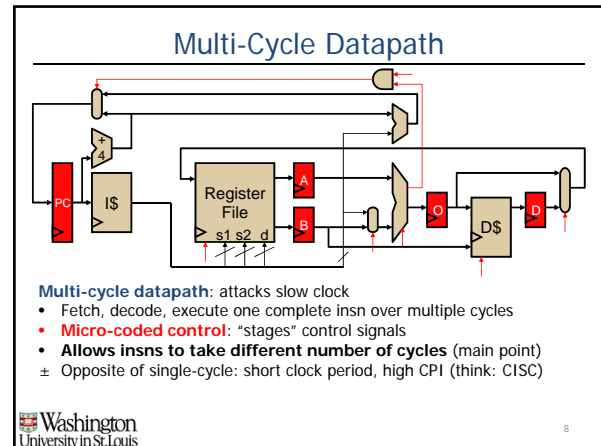 Multi-Cycle Datapath
+
4
PC
I$
Register
File
s1 s2 d
A
B
O
D$
D
Multi-cycle datapath: attacks slow clock
• Fetch, decode, execute one complete insn over multiple cycles
• Micro-coded control: “stages” control signals
• Allows insns to take different number of cycles (main point)
± Opposite of single-cycle: short clock period, high CPI (think: CISC)
Washington
University in St. Louis
8